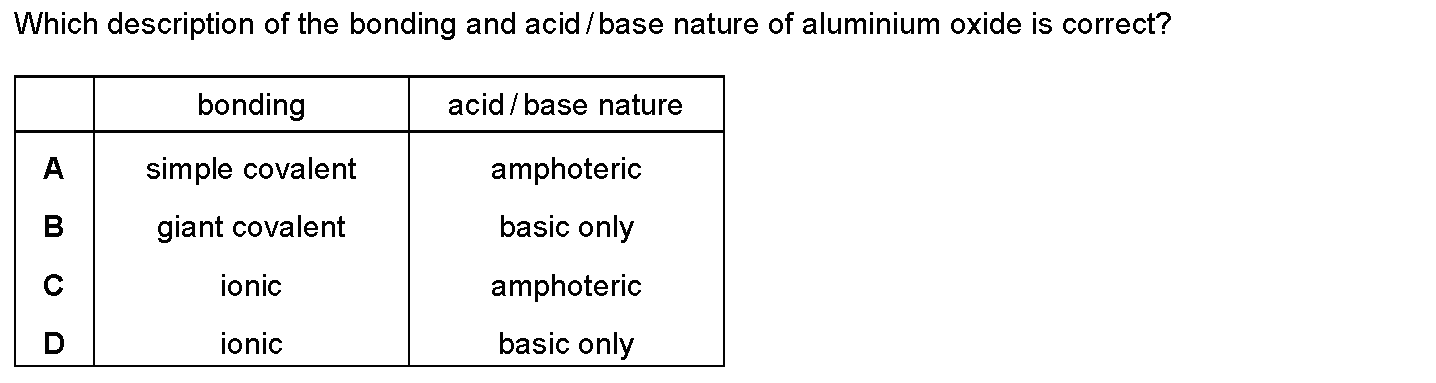 Which description of the bonding and acid/base nature of aluminium oxide is correct?
bonding acid/base nature
A simple covalent amphoteric
B giant covalent basic only
C ionic amphoteric
D ionic basic only